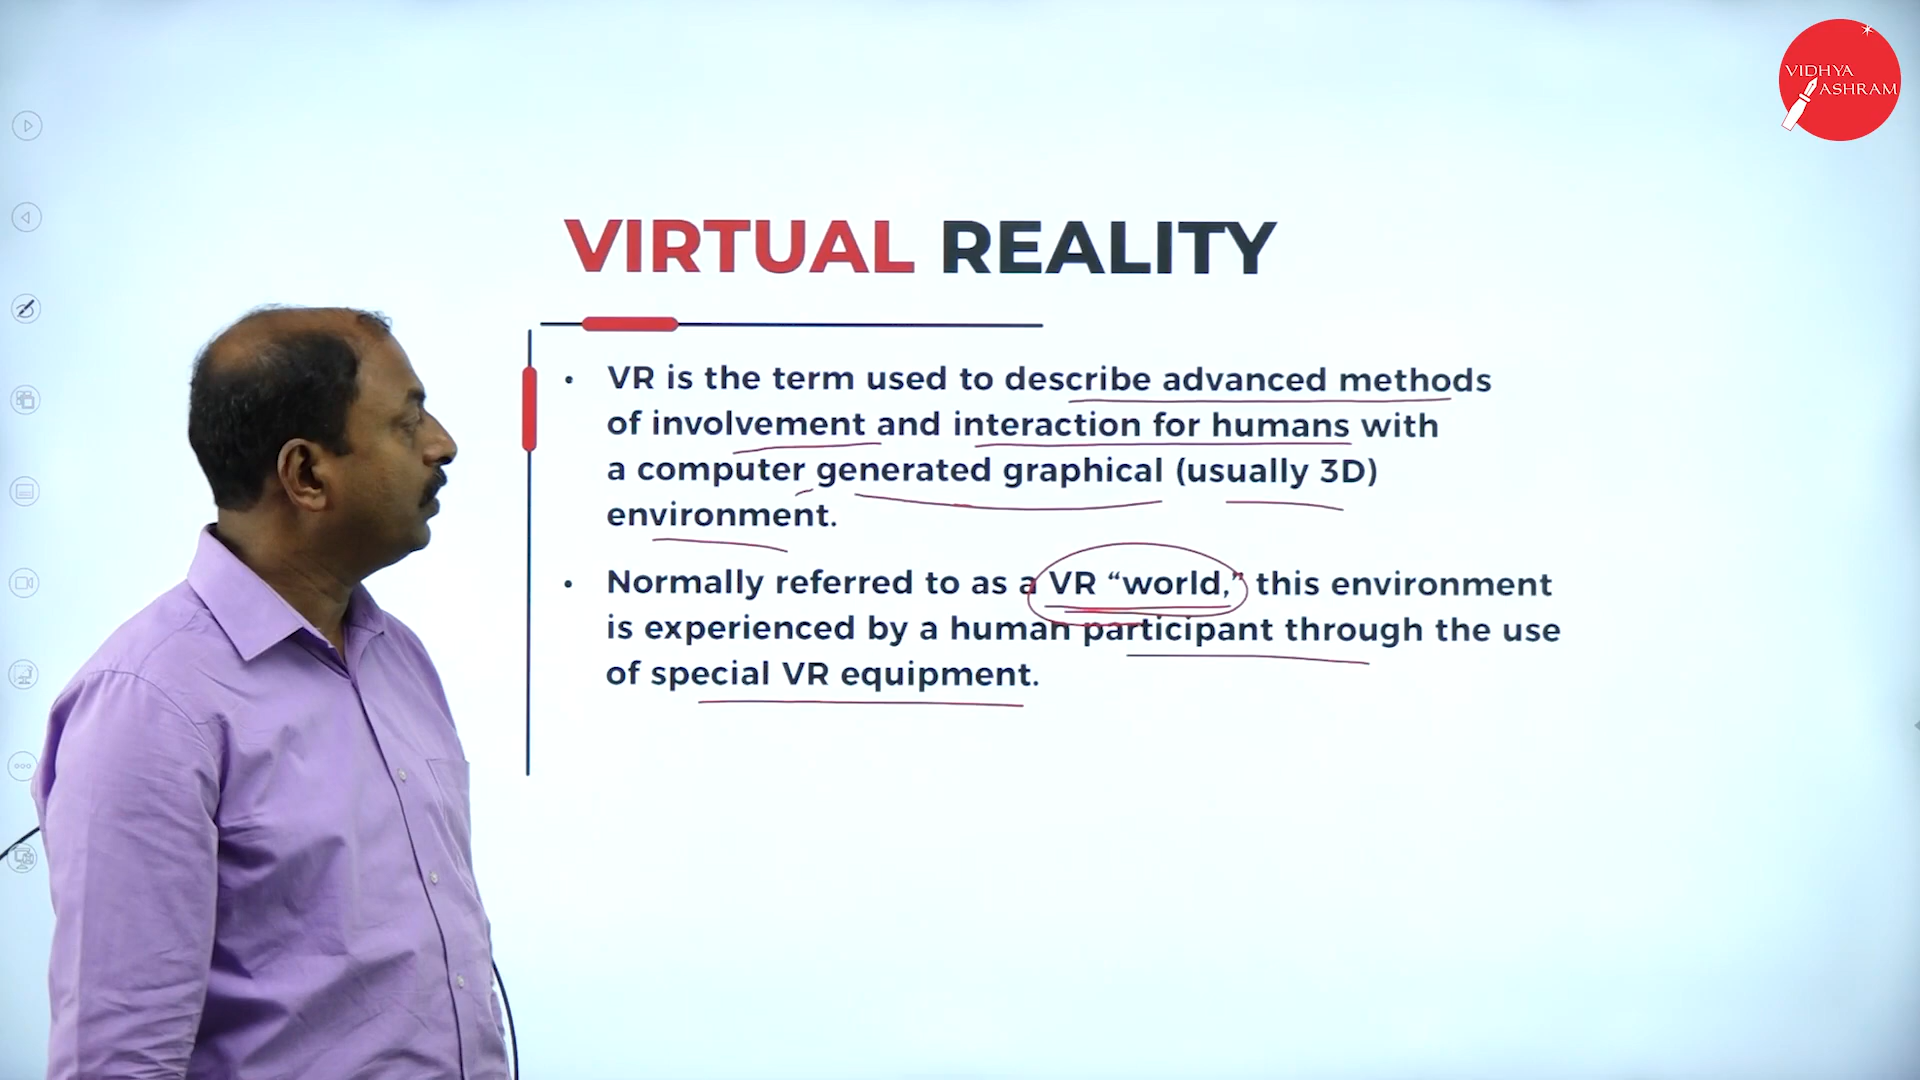 VIDHYA
ASHRAM
VIRTUAL REALITY
• VR is the term used to describe advanced methods
of involvement and interaction for humans with
a computer generated graphical (usually 3D)
environment.
• Normally referred to as a VR “world,” this environment
is experienced by a human participant through the use
of special VR equipment.